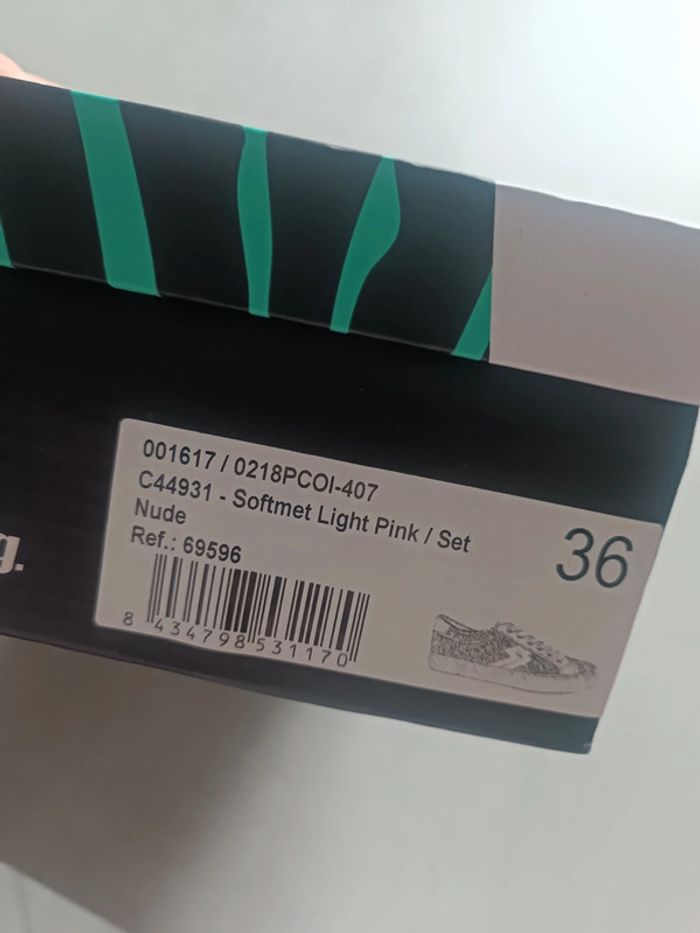 001617 / 0218PCOI-407
C44931 - Softmet Light Pink / Set
Nude
Ref.: 69596
36
8 434798 531170
g.